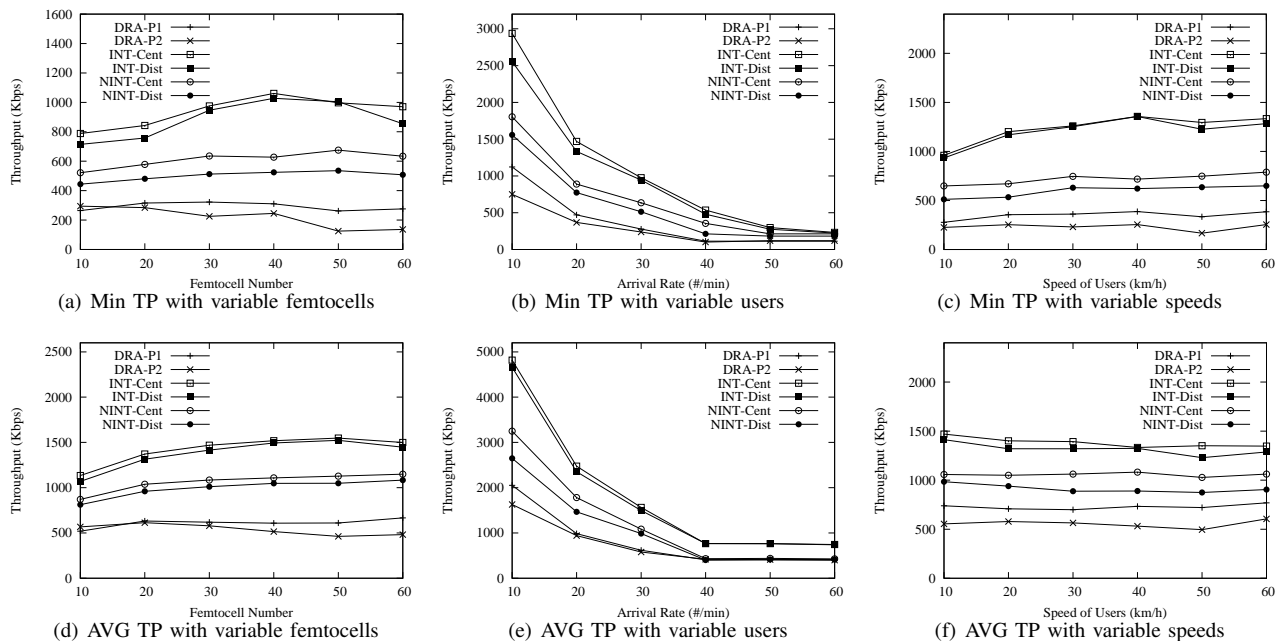 1600
1400
1200
1000
800
600
400
200
0
Throughput (Kbps)
DRA-P1
DRA-P2
INT-Cent
INT-Dist
NINT-Cent
NINT-Dist
10 20 30 40 50 60
Femtocell Number
(a) Min TP with variable femtocells
3000
2500
2000
1500
1000
500
0
Throughput (Kbps)
DRA-P1
DRA-P2
INT-Cent
INT-Dist
NINT-Cent
NINT-Dist
10 20 30 40 50 60
Arrival Rate (#/min)
(b) Min TP with variable users
2000
1500
1000
500
0
Throughput (Kbps)
DRA-P1
DRA-P2
INT-Cent
INT-Dist
NINT-Cent
NINT-Dist
10 20 30 40 50 60
Speed of Users (km/h)
(c) Min TP with variable speeds
2500
2000
1500
1000
500
0
Throughput (Kbps)
DRA-P1
DRA-P2
INT-Cent
INT-Dist
NINT-Cent
NINT-Dist
10 20 30 40 50 60
Femtocell Number
(d) AVG TP with variable femtocells
5000
4000
3000
2000
1000
0
Throughput (Kbps)
DRA-P1
DRA-P2
INT-Cent
INT-Dist
NINT-Cent
NINT-Dist
10 20 30 40 50 60
Arrival Rate (#/min)
(e) AVG TP with variable users
2000
1500
1000
500
0
Throughput (Kbps)
DRA-P1
DRA-P2
INT-Cent
INT-Dist
NINT-Cent
NINT-Dist
10 20 30 40 50 60
Speed of Users (km/h)
(f) AVG TP with variable speeds